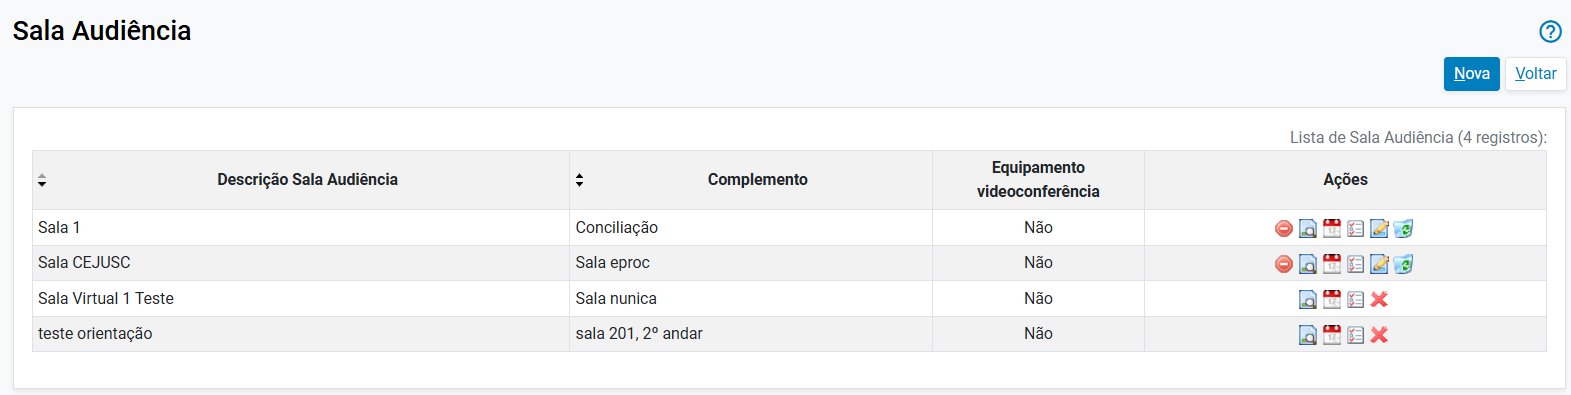 Sala Audiência
Nova Voltar
Lista de Sala Audiência (4 registros):
Descrição Sala Audiência Complemento Equipamento videoconferência Ações
Sala 1 Conciliação Não
Sala CEJUSC Sala eproc Não
Sala Virtual 1 Teste Sala nunica Não
teste orientação sala 201, 2º andar Não